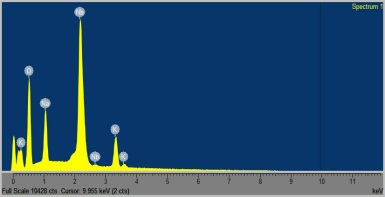 Spectrum 1
Nb
O
Na
K
K
Nb
K
0 1 2 3 4 5 6 7 8 9 10 11
Full Scale 10428 cts Cursor: 9.955 keV (2 cts) keV